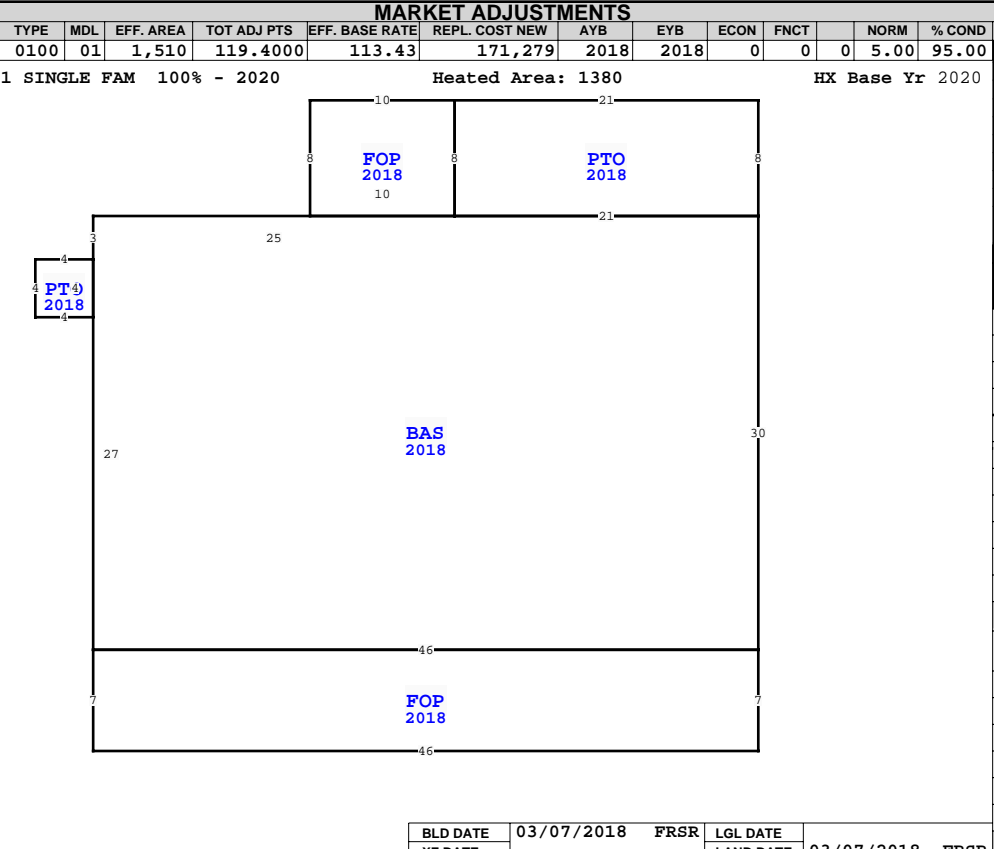 MARKET ADJUSTMENTS
TYPE MDL EFF. AREA TOT ADJ PTS EFF. BASE RATE REPL. COST NEW AYB EYB ECON FNCT NORM % COND
0100 01 1,510 119.4000 113.43 171,279 2018 2018 0 0 0 5.00 95.00
1 SINGLE FAM 100% - 2020 Heated Area: 1380 HX Base Yr 2020
10 21
8 FOP 8 PTO 8
2018 2018
10
21
3 25
4
4 PTO 4
2018
4
BAS 30
2018
27
46
7 FOP 7
2018
46
BLD DATE 03/07/2018 FRSR LGL DATE